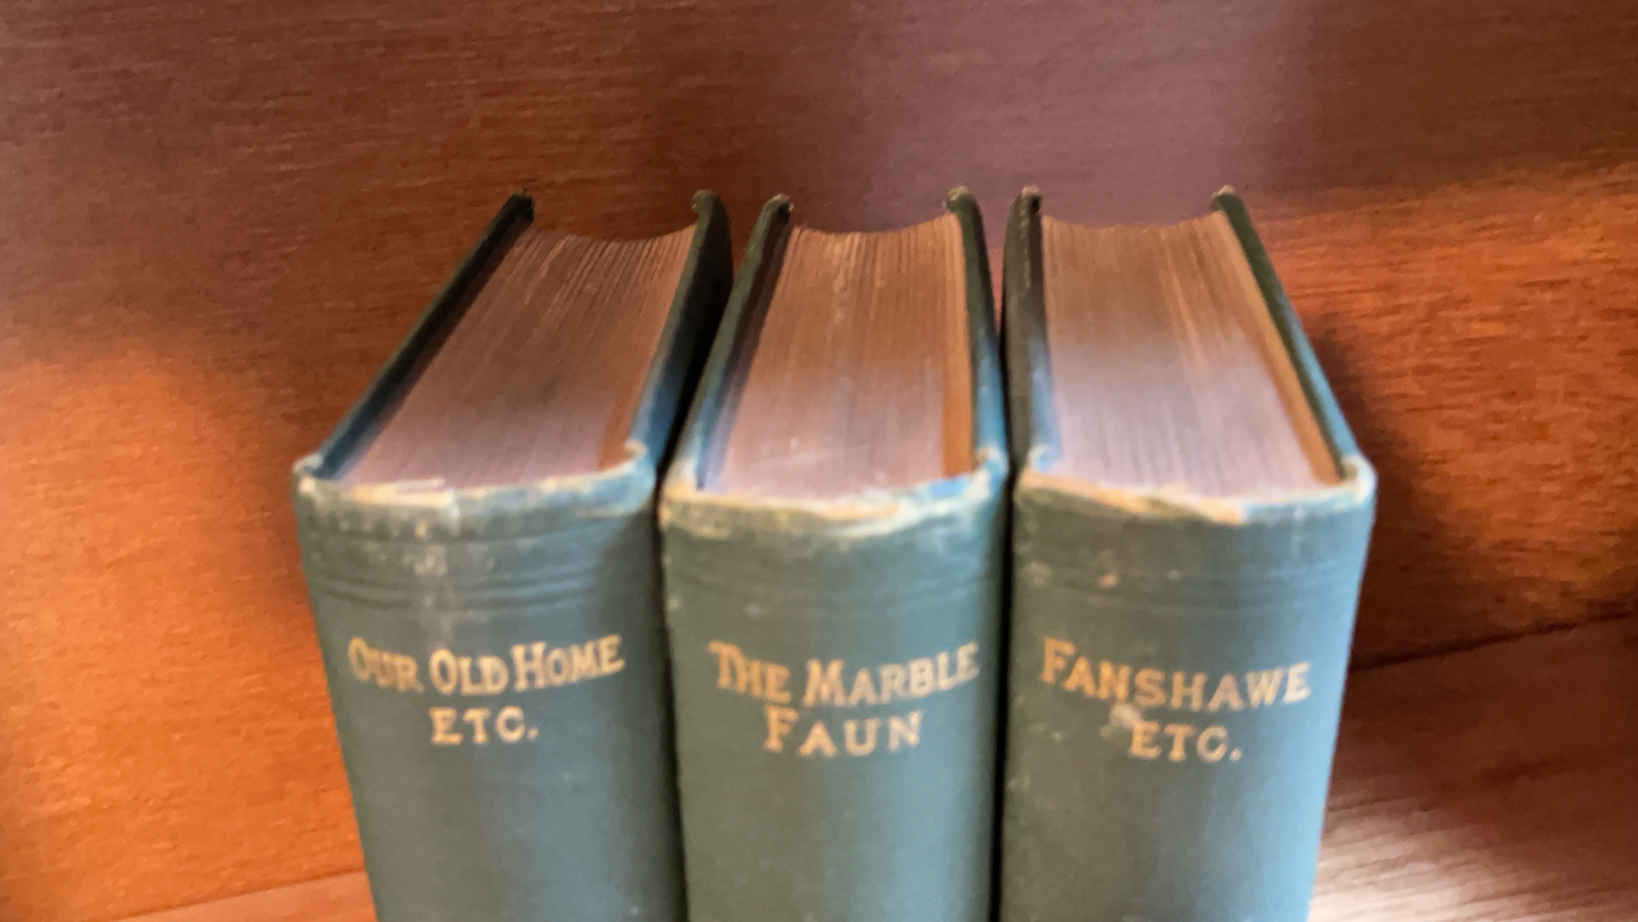 OUR OLD HOME
ETC.
THE MARBLE
FAUN
FANSHAWE
ETC.